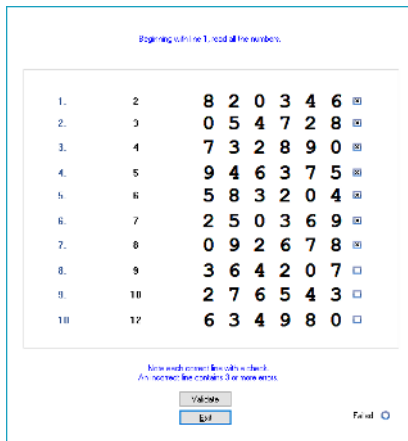 Beginning with line 1, read all the numbers.
1. 2 8 2 0 3 4 6
2. 3 0 5 4 7 2 8
3. 4 7 3 2 8 9 0
4. 5 9 4 6 3 7 5
5. 6 5 8 3 2 0 4
6. 7 2 5 0 3 6 9
7. 8 0 9 2 6 7 8
8. 9 3 6 4 2 0 7
9. 10 2 7 6 5 4 3
10 12 6 3 4 9 8 0
Note each correct line with a check.
An incorrect line contains 3 or more errors.
Validate
Exit
Failed